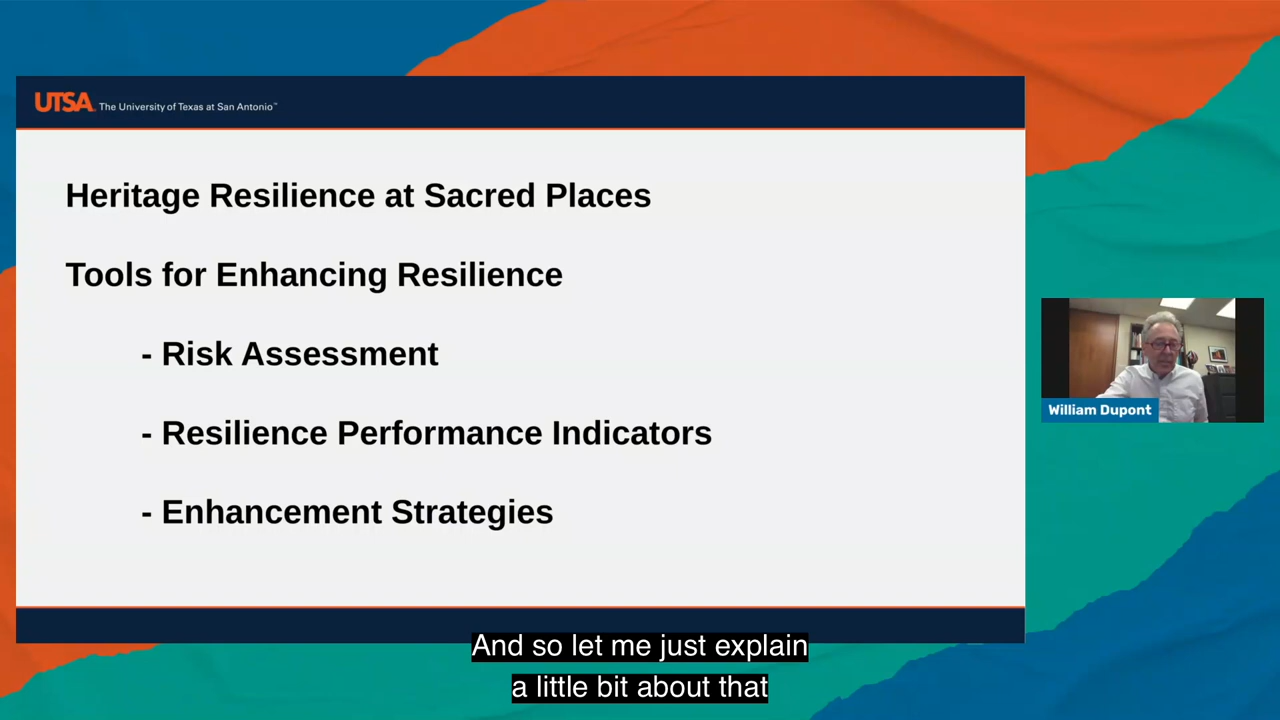 UTSA The University of Texas at San Antonio™
Heritage Resilience at Sacred Places
Tools for Enhancing Resilience
- Risk Assessment
- Resilience Performance Indicators
- Enhancement Strategies
William Dupont
And so let me just explain
a little bit about that